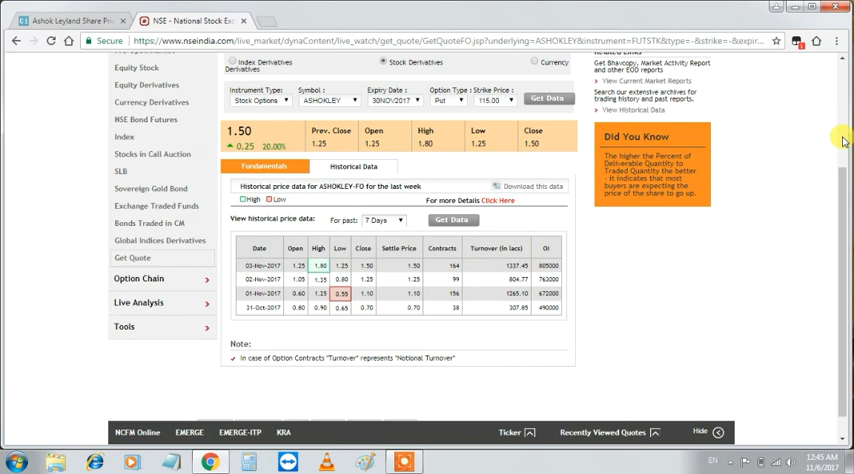 Ashok Leyland Share Pri
NSE - National Stock Exc
Secure
https://www.nseindia.com/live_market/dynaContent/live_watch/get_quote/GetQuoteFO.jsp?underlying=ASHOKLEY&instrument=FUTSTK&type=-&strike=-&expir...
Equity Stock
Equity Derivatives
Currency Derivatives
NSE Bond Futures
Index
Stocks in Call Auction
SLB
Sovereign Gold Bond
Exchange Traded Funds
Bonds Traded in CM
Global Indices Derivatives
Get Quote
Option Chain
Live Analysis
Tools
Index Derivatives Stock Derivatives Currency
Derivatives
Instrument Type: Symbol : Expiry Date : Option Type : Strike Price :
Stock Options ASHOKLEY 30NOV2017 Put 115.00 Get Data
1.50 Prev. Close Open High Low Close
0.25 20.00% 1.25 1.25 1.80 1.25 1.50
Fundamentals Historical Data
Historical price data for ASHOKLEY-FO for the last week Download this data
High Low For more Details Click Here
View historical price data: For past: 7 Days Get Data
Date Open High Low Close Settle Price Contracts Turnover (in lacs) OI
03-Nov-2017 1.25 1.80 1.25 1.50 1.50 164 1337.45 805000
02-Nov-2017 1.05 1.35 0.80 1.25 1.25 99 804.77 763000
01-Nov-2017 0.60 1.25 0.55 1.10 1.10 156 1265.10 672000
31-Oct-2017 0.80 0.90 0.65 0.70 0.70 38 307.85 490000
Note:
In case of Option Contracts "Turnover" represents "Notional Turnover"
Related Links
Get Bhavcopy, Market Activity Report
and other EOD reports
View Current Market Reports
Search our extensive archives for
trading history and past reports.
View Historical Data
Did You Know
The higher the Percent of
Deliverable Quantity to
Traded Quantity the better
- it indicates that most
buyers are expecting the
price of the share to go up.
NCFM Online EMERGE EMERGE-ITP KRA Ticker Recently Viewed Quotes Hide
EN
12:45 AM
11/6/2017